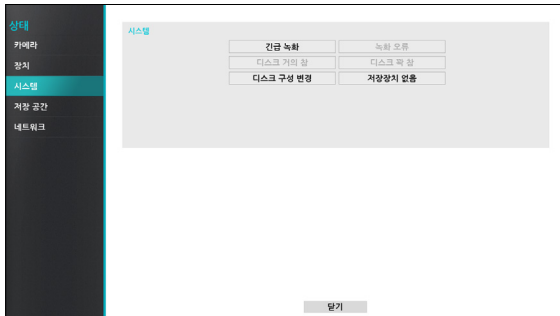 상태
카메라
장치
시스템
저장 공간
네트워크
시스템
긴급 녹화
녹화 오류
디스크 거의 참
디스크 꽉 참
디스크 구성 변경
저장장치 없음
닫기